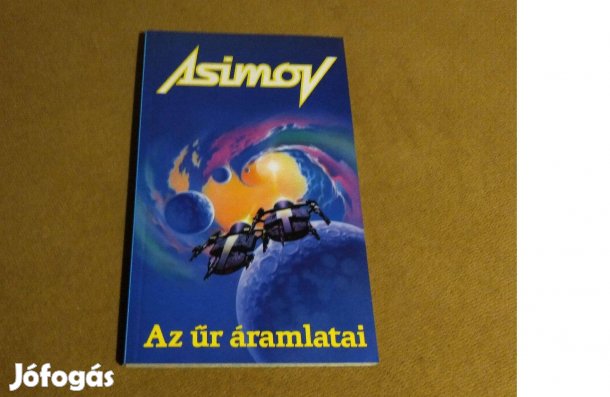 Asimov
Az űr áramlatai
Jófogás